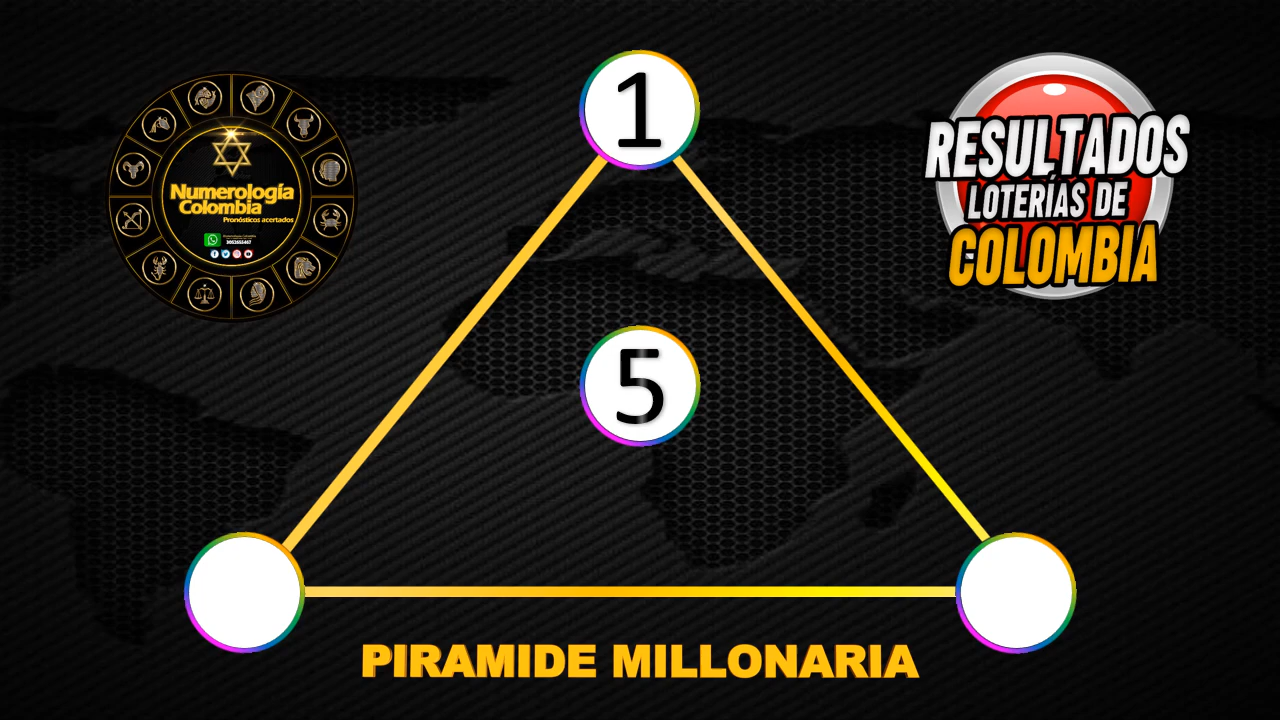 1
Numerología
Colombia
Pronósticos acertados
RESULTADOS
LOTERÍAS DE
COLOMBIA
5
PIRAMIDE MILLONARIA